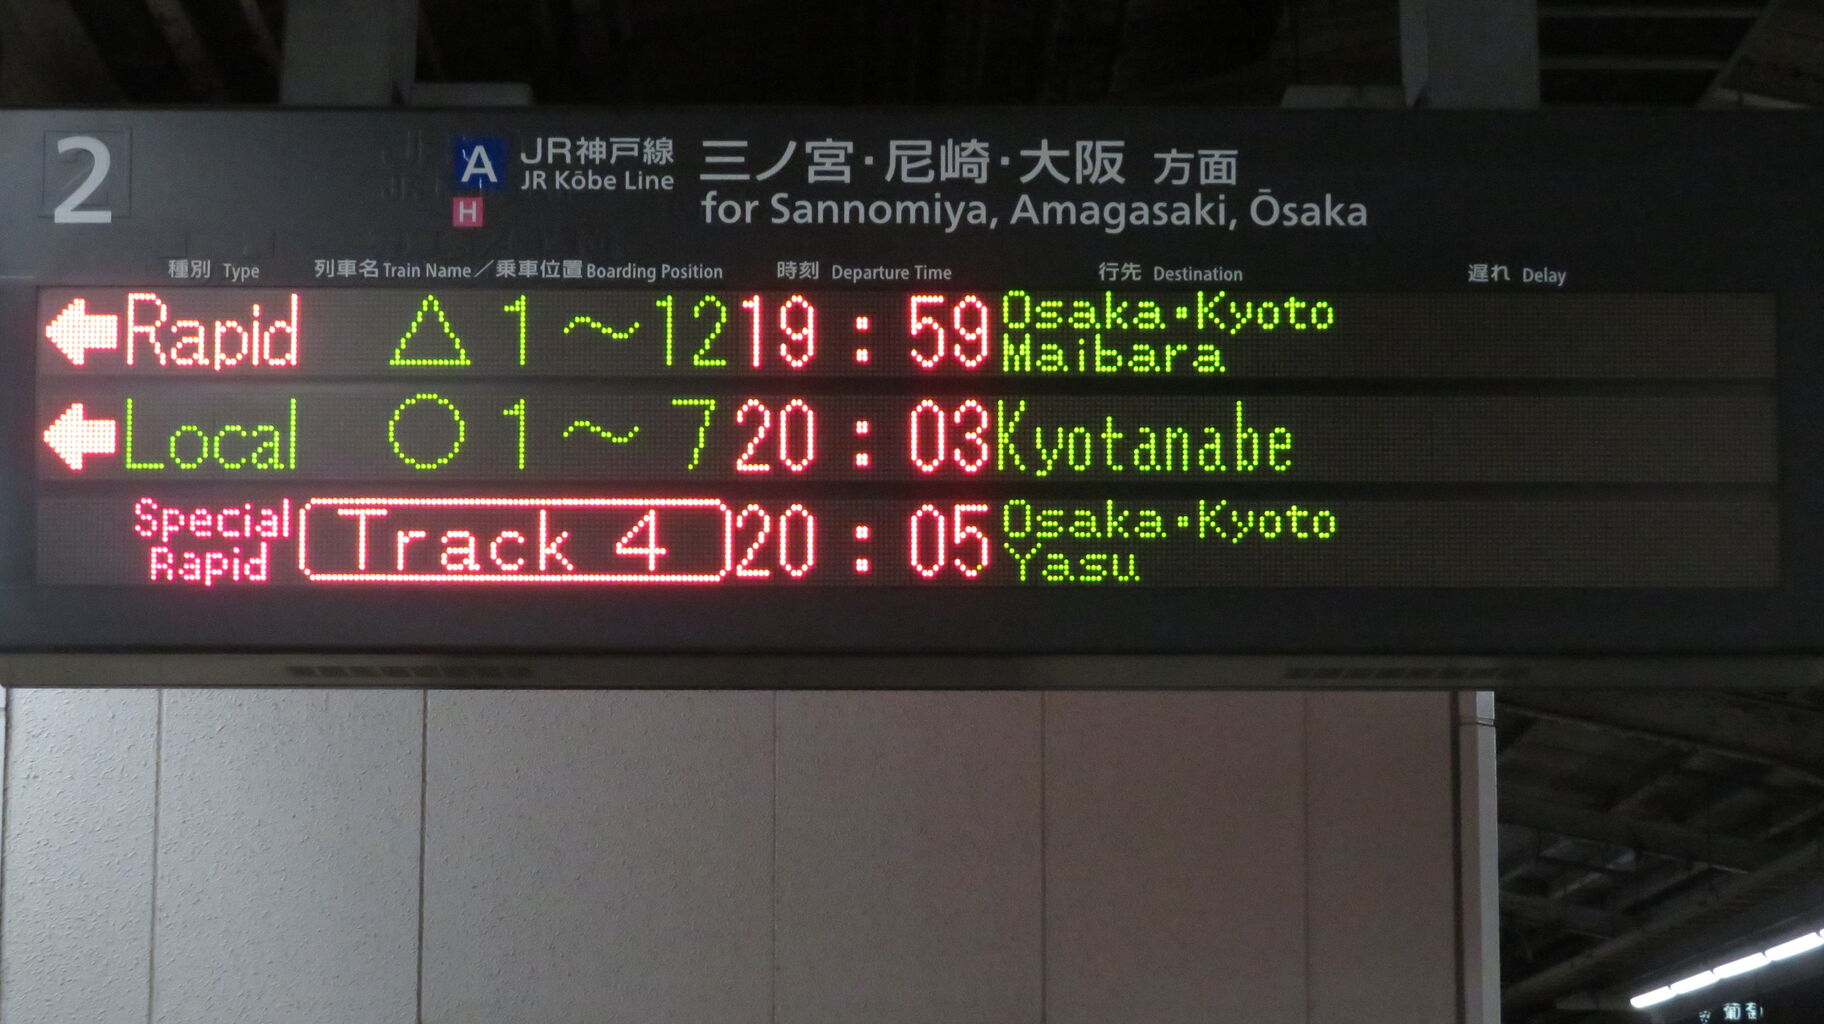 2
A JR神戸線 三ノ宮・尼崎・大阪 方面
H JR Kōbe Line for Sannomiya, Amagasaki, Ōsaka
種別 Type 列車名 Train Name／乗車位置 Boarding Position 時刻 Departure Time 行先 Destination 遅れ Delay
←Rapid △ 1～12 19:59 Osaka・Kyoto
Maibara
←Local ○ 1～7 20:03 Kyotanabe
Special Track 4 20:05 Osaka・Kyoto
Rapid Yasu